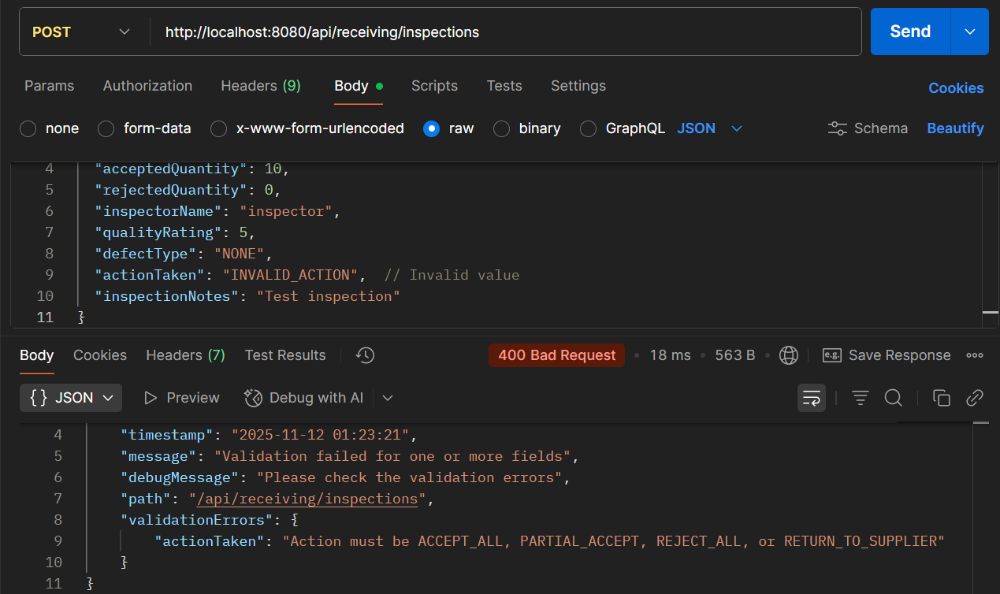 POST http://localhost:8080/api/receiving/inspections Send
Params Authorization Headers (9) Body Scripts Tests Settings Cookies
none form-data x-www-form-urlencoded raw binary GraphQL JSON Schema Beautify
4 "acceptedQuantity": 10,
5 "rejectedQuantity": 0,
6 "inspectorName": "inspector",
7 "qualityRating": 5,
8 "defectType": "NONE",
9 "actionTaken": "INVALID_ACTION", // Invalid value
10 "inspectionNotes": "Test inspection"
11 }
Body Cookies Headers (7) Test Results 400 Bad Request • 18 ms • 563 B • e.g. Save Response
{} JSON Preview Debug with AI
4 "timestamp": "2025-11-12 01:23:21",
5 "message": "Validation failed for one or more fields",
6 "debugMessage": "Please check the validation errors",
7 "path": "/api/receiving/inspections",
8 "validationErrors": {
9 "actionTaken": "Action must be ACCEPT_ALL, PARTIAL_ACCEPT, REJECT_ALL, or RETURN_TO_SUPPLIER"
10 }
11 }